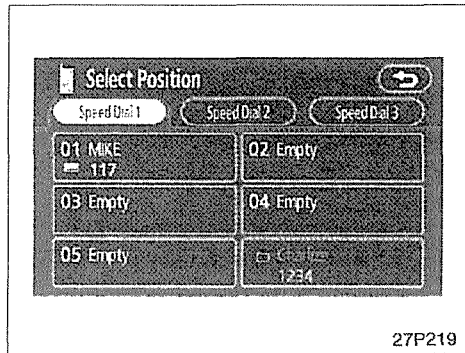 Select Position
Speed Dial 1 Speed Dial 2 Speed Dial 3
01 MIKE
117
02 Empty
03 Empty
04 Empty
05 Empty
1234
27P219